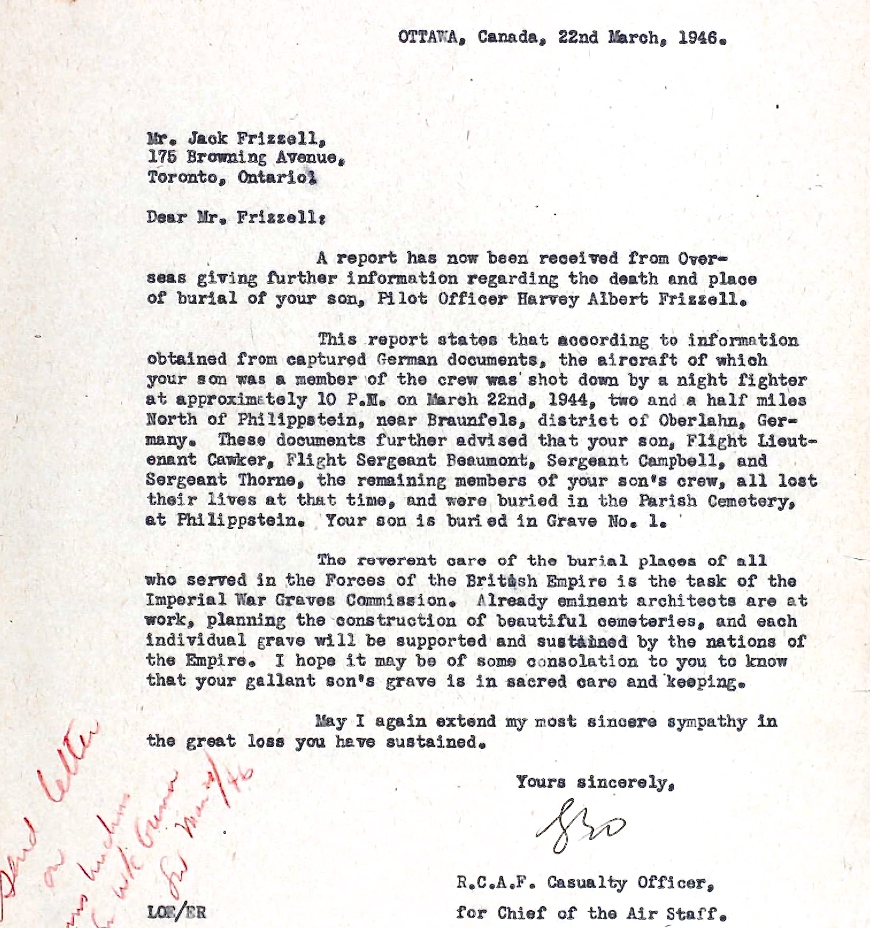 OTTAWA, Canada, 22nd March, 1946.
Mr. Jack Frizzell,
175 Browning Avenue,
Toronto, Ontario.
Dear Mr. Frizzell:
A report has now been received from Over-
seas giving further information regarding the death and place
of burial of your son, Pilot Officer Harvey Albert Frizzell.
This report states that according to information
obtained from captured German documents, the aircraft of which
your son was a member of the crew was shot down by a night fighter
at approximately 10 P.M. on March 22nd, 1944, two and a half miles
North of Philippstein, near Braunfels, district of Oberlahn, Ger-
many. These documents further advised that your son, Flight Lieut-
enant Cawker, Flight Sergeant Beaumont, Sergeant Campbell, and
Sergeant Thorne, the remaining members of your son's crew, all lost
their lives at that time, and were buried in the Parish Cemetery,
at Philippstein. Your son is buried in Grave No. 1.
The reverent care of the burial places of all
who served in the Forces of the British Empire is the task of the
Imperial War Graves Commission. Already eminent architects are at
work, planning the construction of beautiful cemeteries, and each
individual grave will be supported and sustained by the nations of
the Empire. I hope it may be of some consolation to you to know
that your gallant son's grave is in sacred care and keeping.
May I again extend my most sincere sympathy in
the great loss you have sustained.
Yours sincerely,
R.C.A.F. Casualty Officer,
LOE/ER for Chief of the Air Staff.
Send letter
on